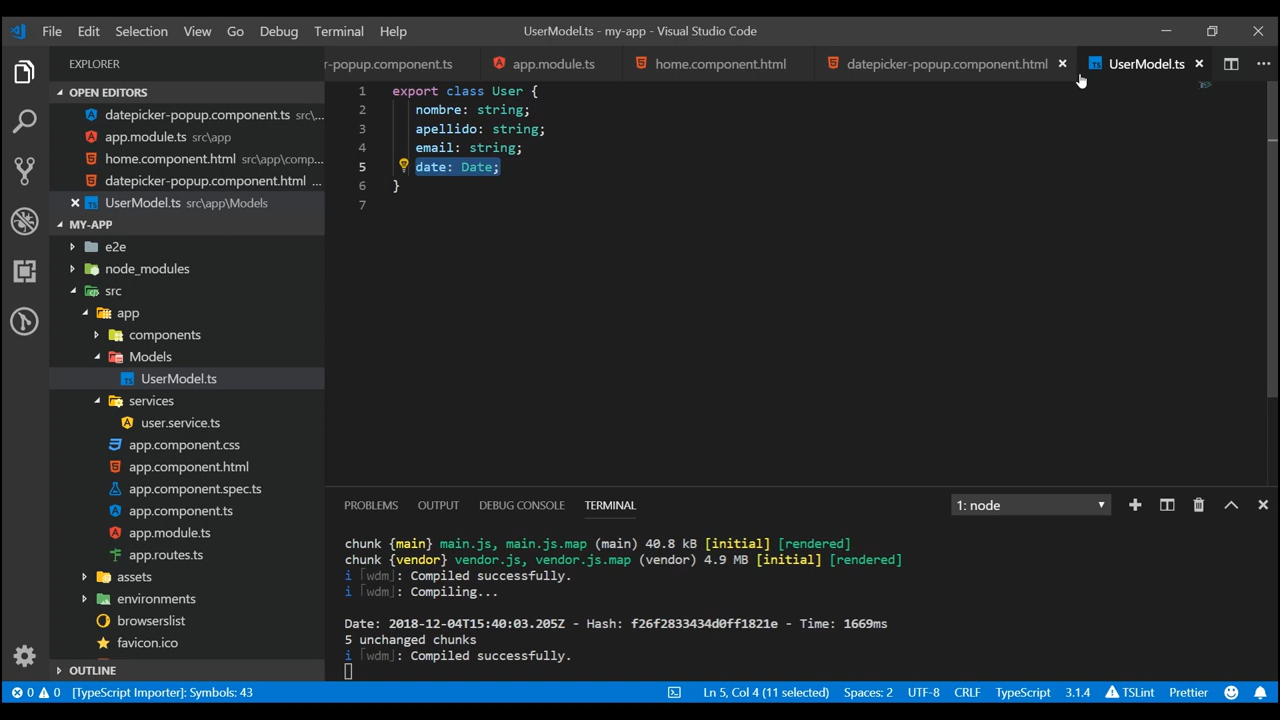 File Edit Selection View Go Debug Terminal Help
UserModel.ts - my-app - Visual Studio Code
EXPLORER
OPEN EDITORS
datepicker-popup.component.ts src\...
app.module.ts src\app
home.component.html src\app\comp...
datepicker-popup.component.html ...
UserModel.ts src\app\Models
MY-APP
e2e
node_modules
src
app
components
Models
UserModel.ts
services
user.service.ts
app.component.css
app.component.html
app.component.spec.ts
app.component.ts
app.module.ts
app.routes.ts
assets
environments
browserslist
favicon.ico
OUTLINE
r-popup.component.ts app.module.ts home.component.html datepicker-popup.component.html UserModel.ts
1 export class User {
2 nombre: string;
3 apellido: string;
4 email: string;
5 date: Date;
6 }
7
PROBLEMS OUTPUT DEBUG CONSOLE TERMINAL 1: node
chunk {main} main.js, main.js.map (main) 40.8 kB [initial] [rendered]
chunk {vendor} vendor.js, vendor.js.map (vendor) 4.9 MB [initial] [rendered]
i ｢wdm｣: Compiled successfully.
i ｢wdm｣: Compiling...
Date: 2018-12-04T15:40:03.205Z - Hash: f26f2833434d0ff1821e - Time: 1669ms
5 unchanged chunks
i ｢wdm｣: Compiled successfully.
0 0 [TypeScript Importer]: Symbols: 43 Ln 5, Col 4 (11 selected) Spaces: 2 UTF-8 CRLF TypeScript 3.1.4 TSLint Prettier